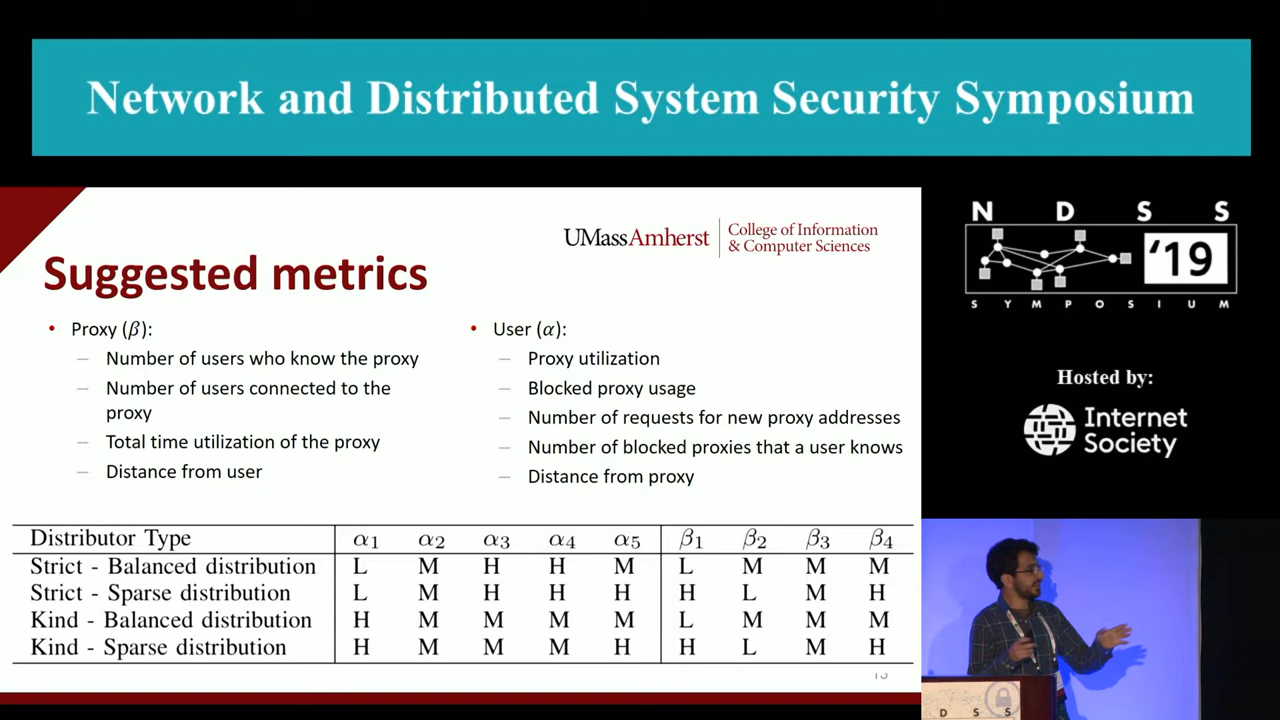 Network and Distributed System Security Symposium
UMassAmherst
College of Information
& Computer Sciences
Suggested metrics
• Proxy (β):
– Number of users who know the proxy
– Number of users connected to the
proxy
– Total time utilization of the proxy
– Distance from user
• User (α):
– Proxy utilization
– Blocked proxy usage
– Number of requests for new proxy addresses
– Number of blocked proxies that a user knows
– Distance from proxy
Distributor Type α1 α2 α3 α4 α5 β1 β2 β3 β4
Strict - Balanced distribution L M H H M L M M M
Strict - Sparse distribution L M H H H H L M H
Kind - Balanced distribution H M M M M L M M M
Kind - Sparse distribution H M M M H H L M H
N D S S
'19
S Y M P O S I U M
Hosted by:
Internet
Society
D S S